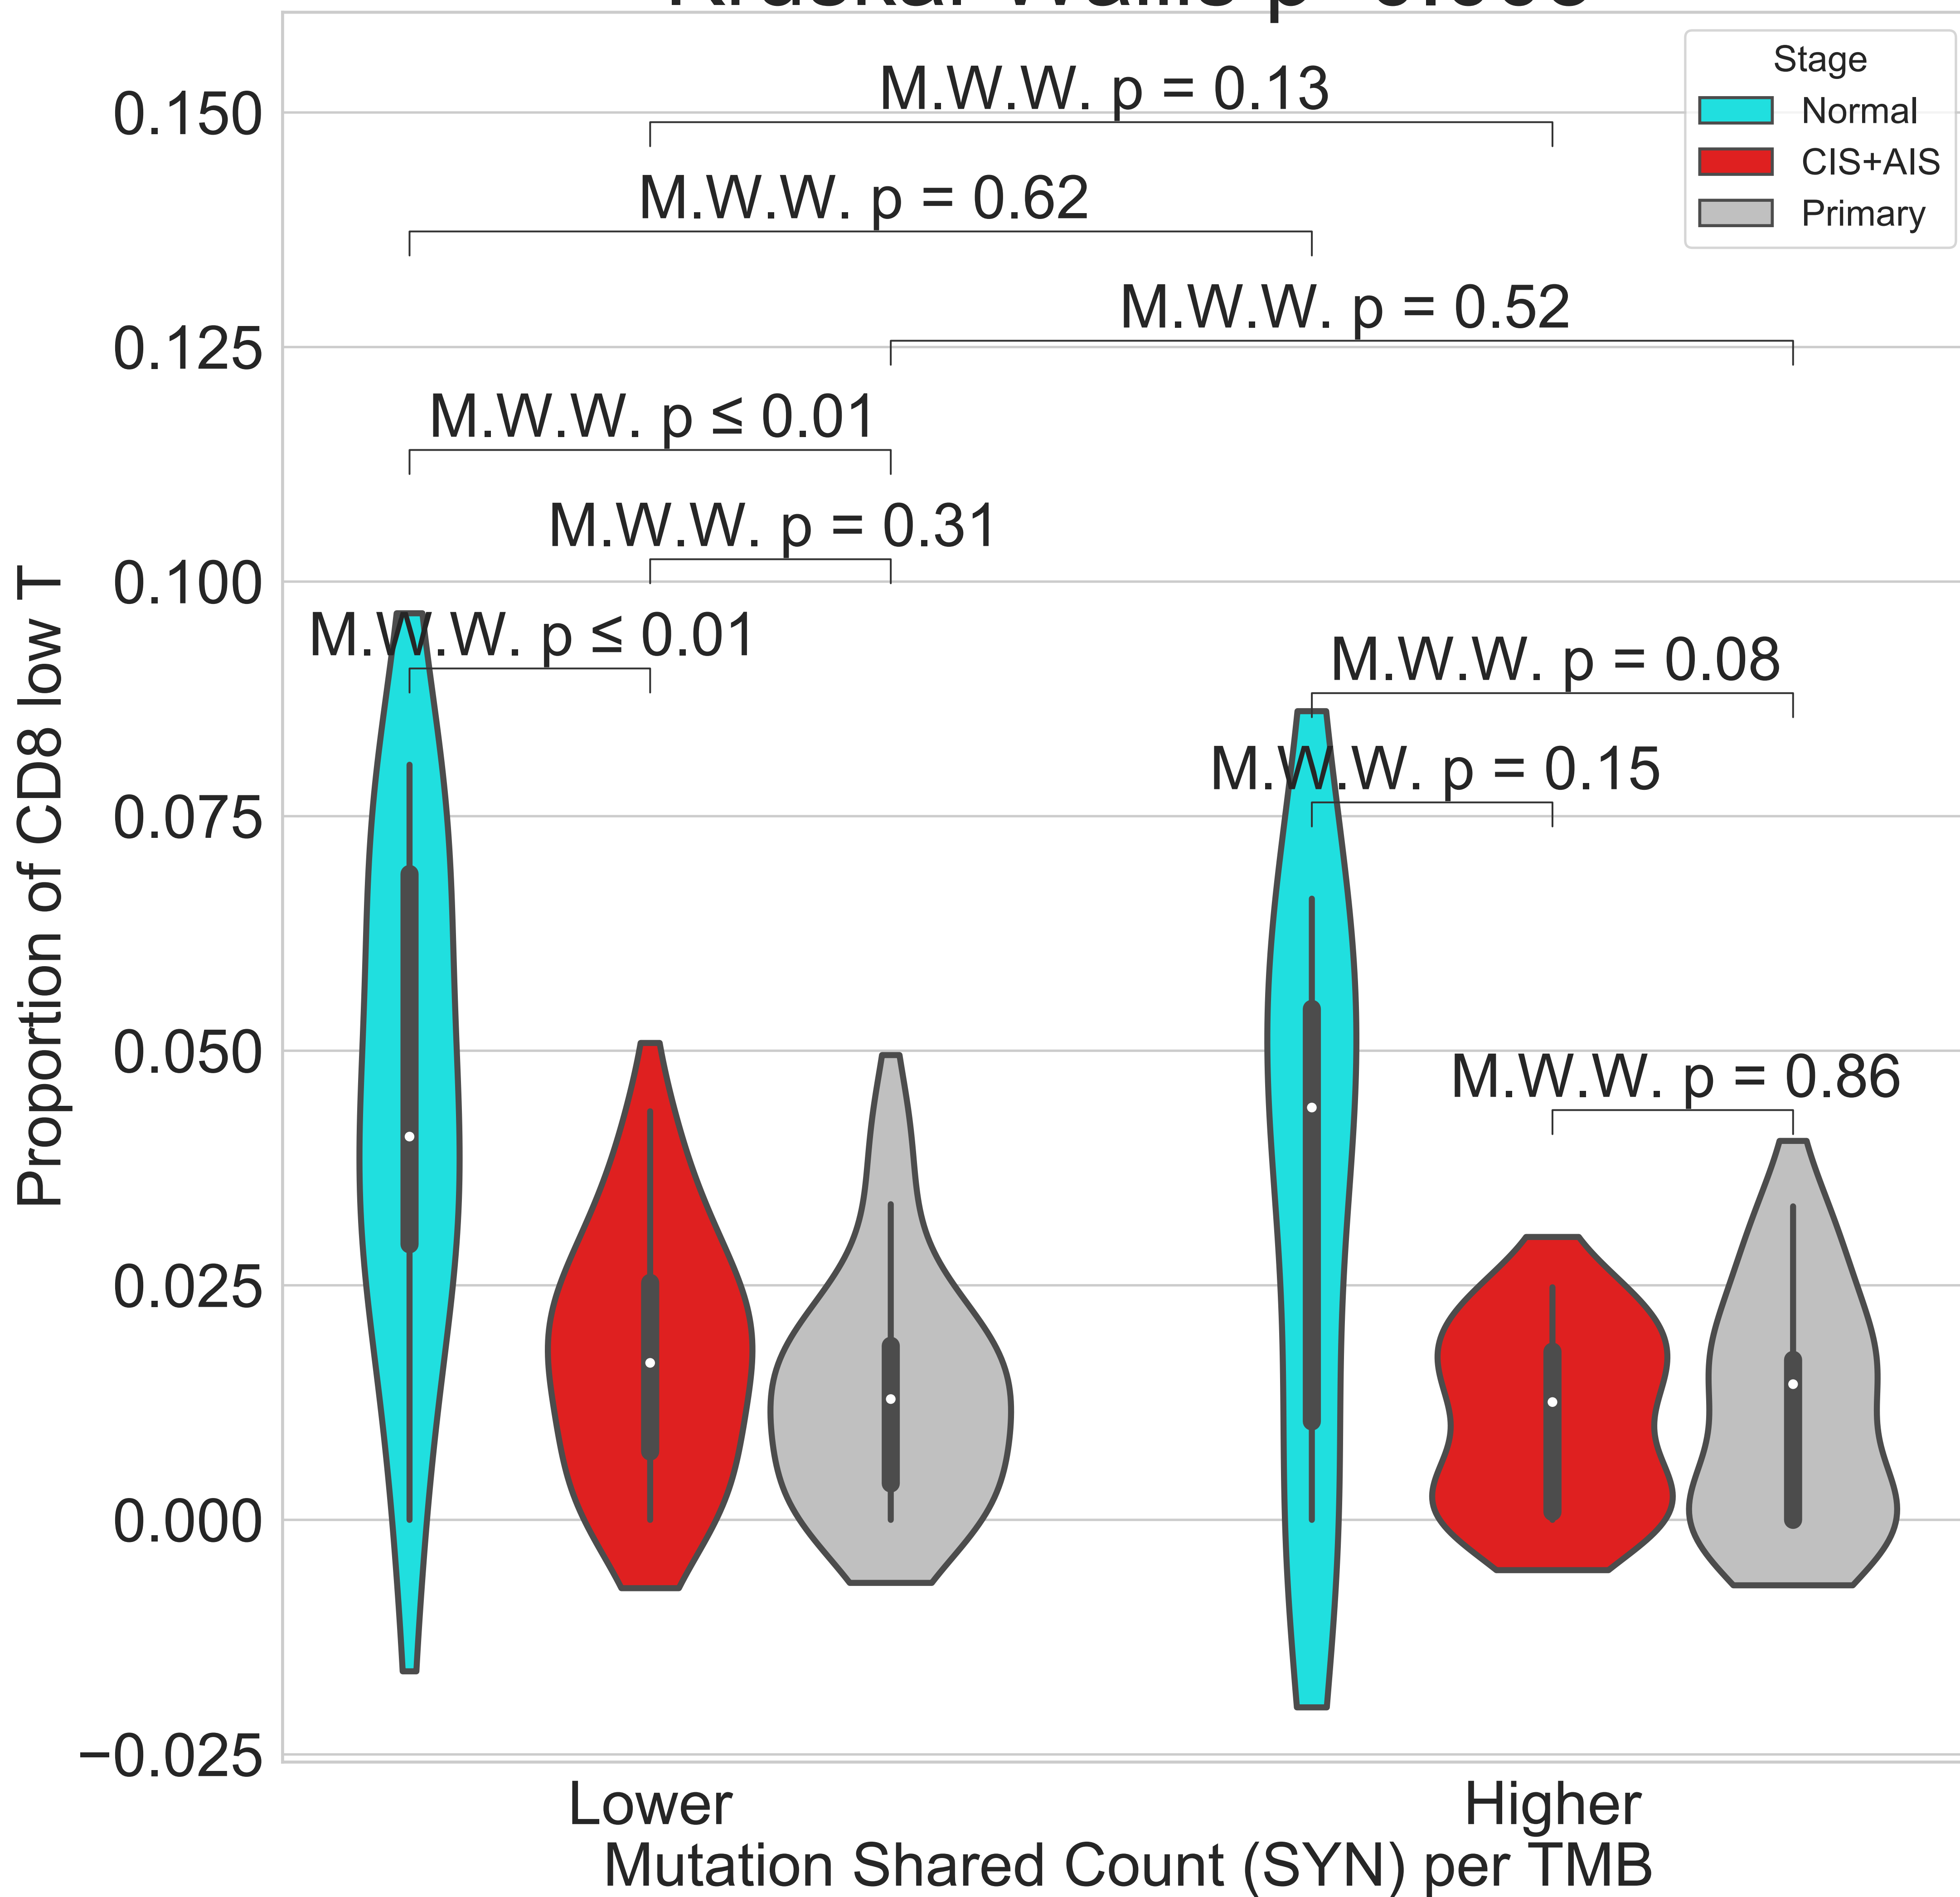 M.W.W. p = 0.13
M.W.W. p = 0.62
M.W.W. p = 0.52
M.W.W. p ≤ 0.01
M.W.W. p = 0.31
M.W.W. p ≤ 0.01
M.W.W. p = 0.08
M.W.W. p = 0.15
M.W.W. p = 0.86
Stage
Normal
CIS+AIS
Primary
Proportion of CD8 low T
0.150
0.125
0.100
0.075
0.050
0.025
0.000
−0.025
Lower
Higher
Mutation Shared Count (SYN) per TMB